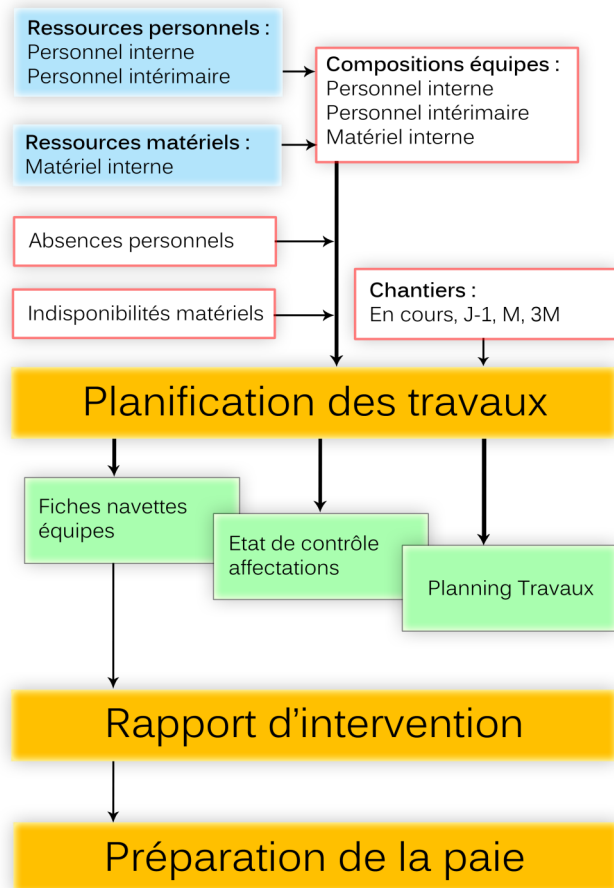 Ressources personnels :
Personnel interne
Personnel intérimaire
Compositions équipes :
Personnel interne
Personnel intérimaire
Matériel interne
Ressources matériels :
Matériel interne
Absences personnels
Indisponibilités matériels
Chantiers :
En cours, J-1, M, 3M
Planification des travaux
Fiches navettes
équipes
Etat de contrôle
affectations
Planning Travaux
Rapport d’intervention
Préparation de la paie